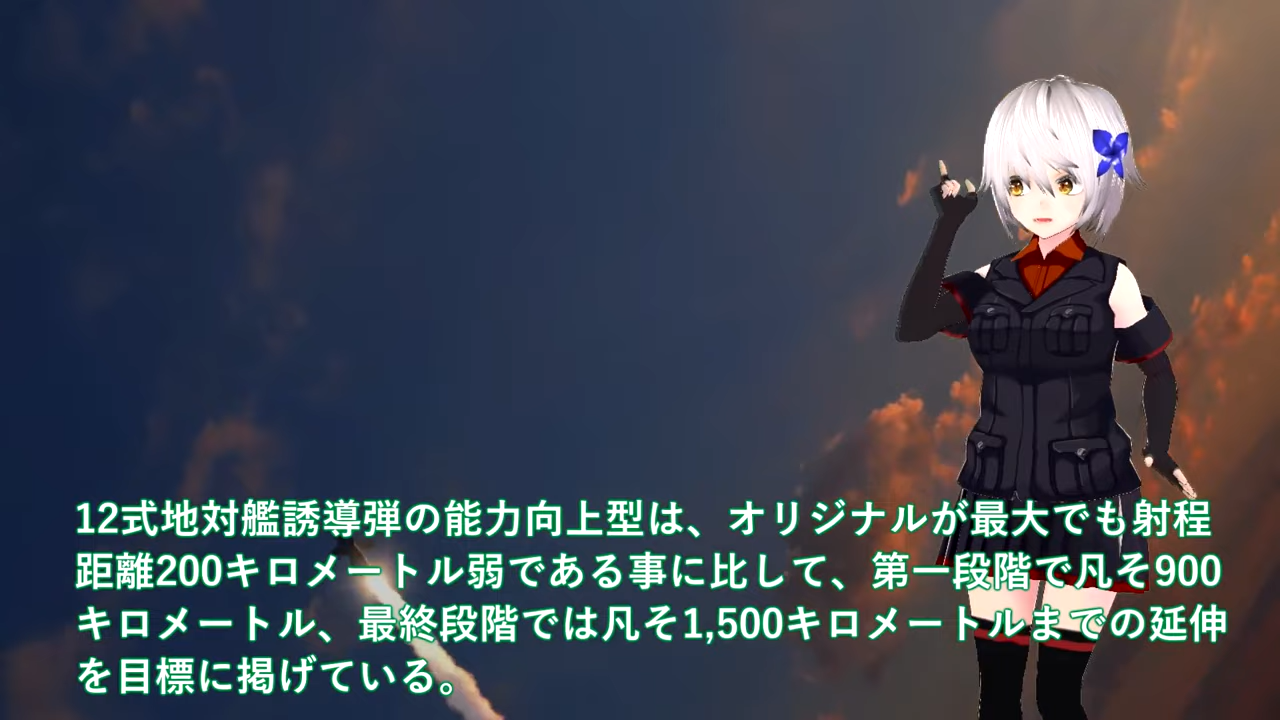 12式地対艦誘導弾の能力向上型は、オリジナルが最大でも射程
距離200キロメートル弱である事に比して、第一段階で凡そ900
キロメートル、最終段階では凡そ1,500キロメートルまでの延伸
を目標に掲げている。